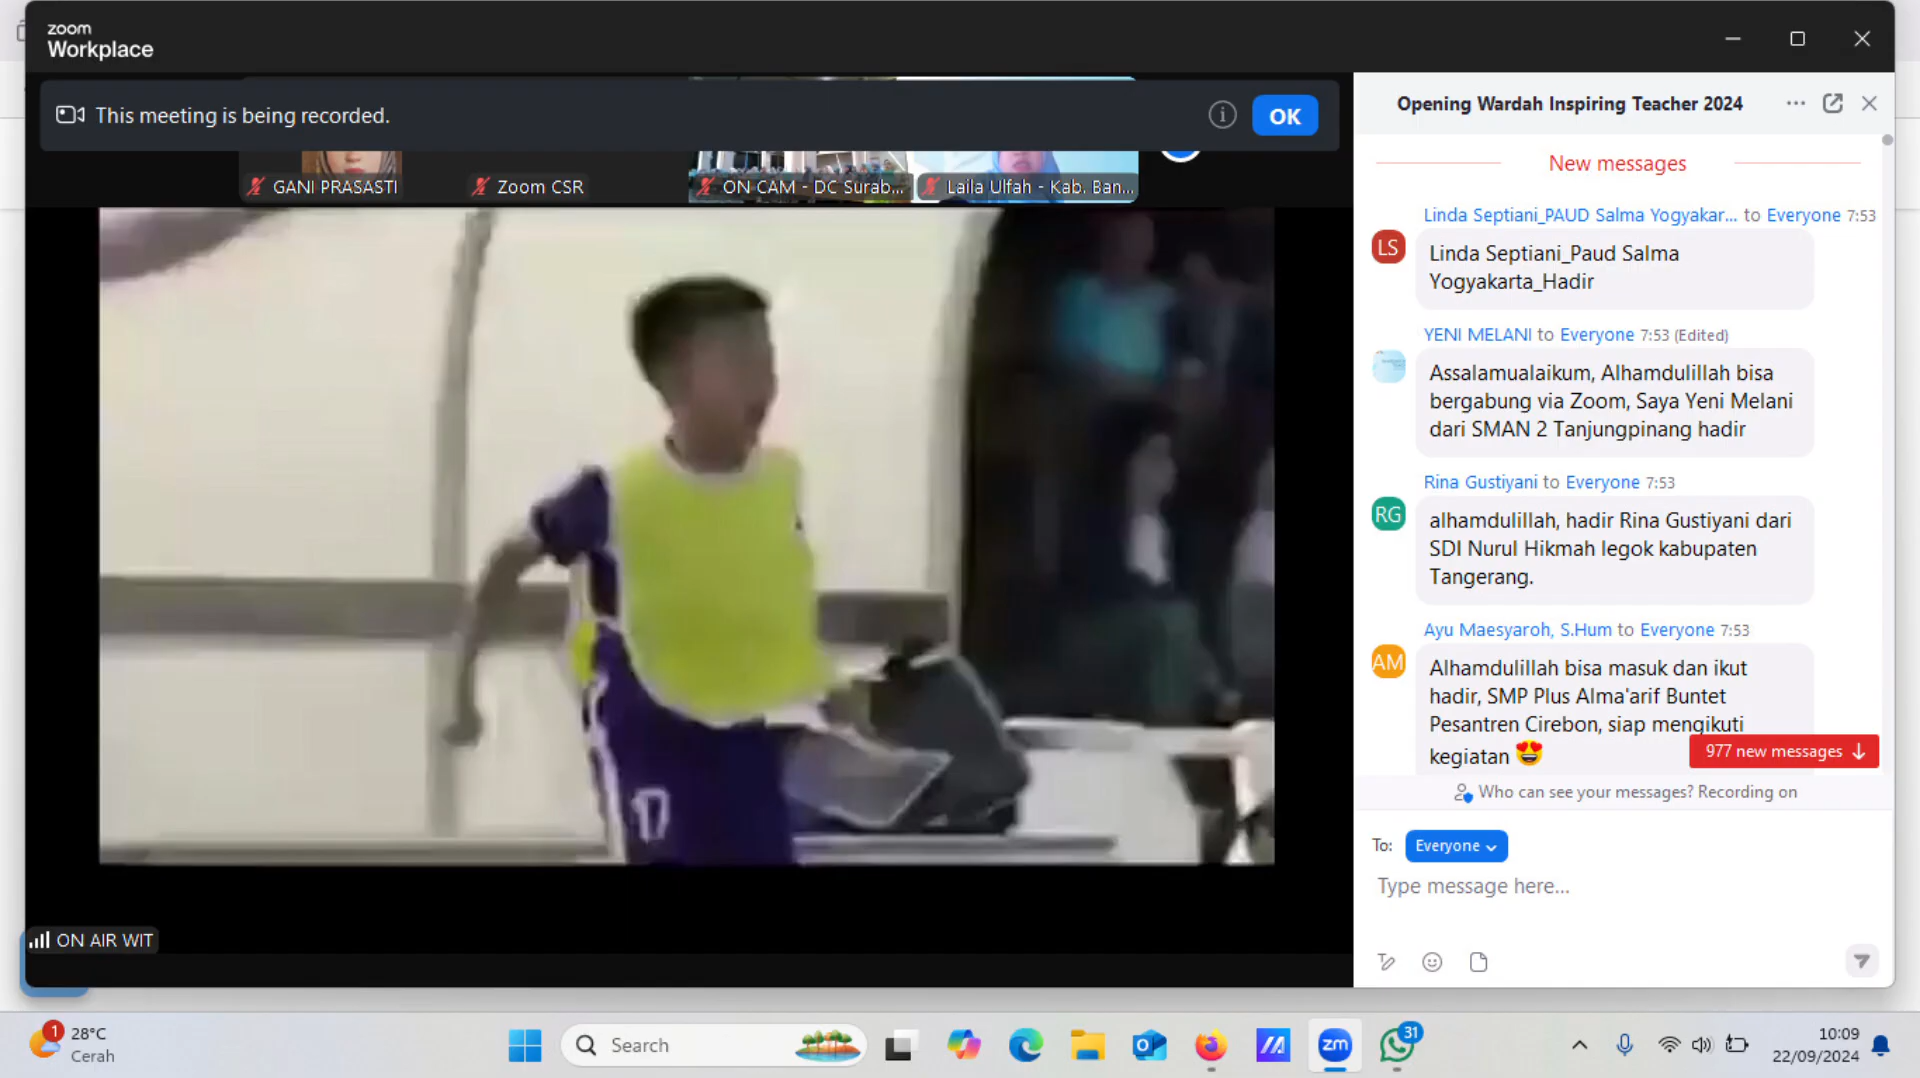 zoom
Workplace
This meeting is being recorded.
OK
GANI PRASASTI
Zoom CSR
ON CAM - DC Surab...
Laila Ulfah - Kab. Ban...
17
ON AIR WIT
Opening Wardah Inspiring Teacher 2024
New messages
Linda Septiani_PAUD Salma Yogyakar... to Everyone 7:53
LS
Linda Septiani_Paud Salma
Yogyakarta_Hadir
YENI MELANI to Everyone 7:53 (Edited)
Assalamualaikum, Alhamdulillah bisa
bergabung via Zoom, Saya Yeni Melani
dari SMAN 2 Tanjungpinang hadir
Rina Gustiyani to Everyone 7:53
RG
alhamdulillah, hadir Rina Gustiyani dari
SDI Nurul Hikmah legok kabupaten
Tangerang.
Ayu Maesyaroh, S.Hum to Everyone 7:53
AM
Alhamdulillah bisa masuk dan ikut
hadir, SMP Plus Alma'arif Buntet
Pesantren Cirebon, siap mengikuti
kegiatan 😍
977 new messages ↓
Who can see your messages? Recording on
To: Everyone
Type message here...
1
28°C
Cerah
Search
zm
31
10:09
22/09/2024